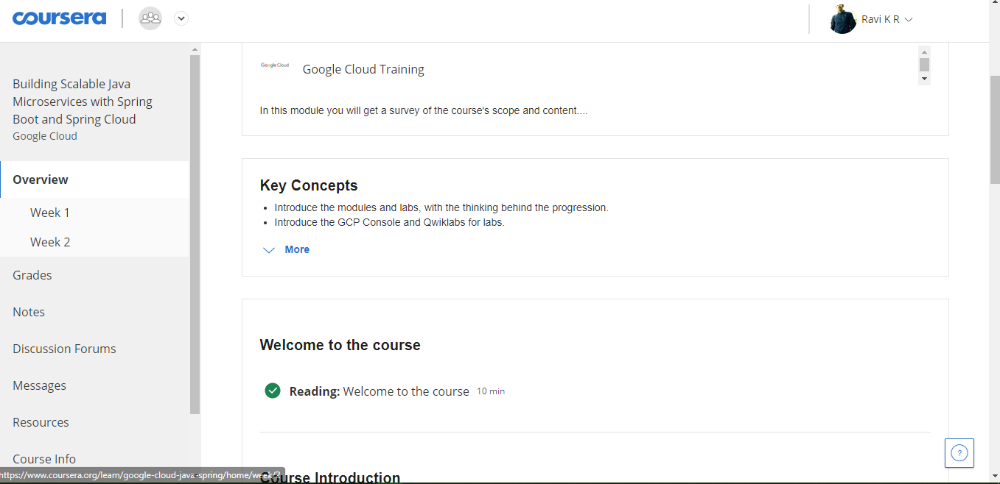 coursera
Ravi K R
Building Scalable Java
Microservices with Spring
Boot and Spring Cloud
Google Cloud
Overview
Week 1
Week 2
Grades
Notes
Discussion Forums
Messages
Resources
Course Info
https://www.coursera.org/learn/google-cloud-java-spring/home/week/2
Google Cloud
Google Cloud Training
In this module you will get a survey of the course's scope and content....
Key Concepts
• Introduce the modules and labs, with the thinking behind the progression.
• Introduce the GCP Console and Qwiklabs for labs.
More
Welcome to the course
Reading: Welcome to the course 10 min
Course Introduction
?